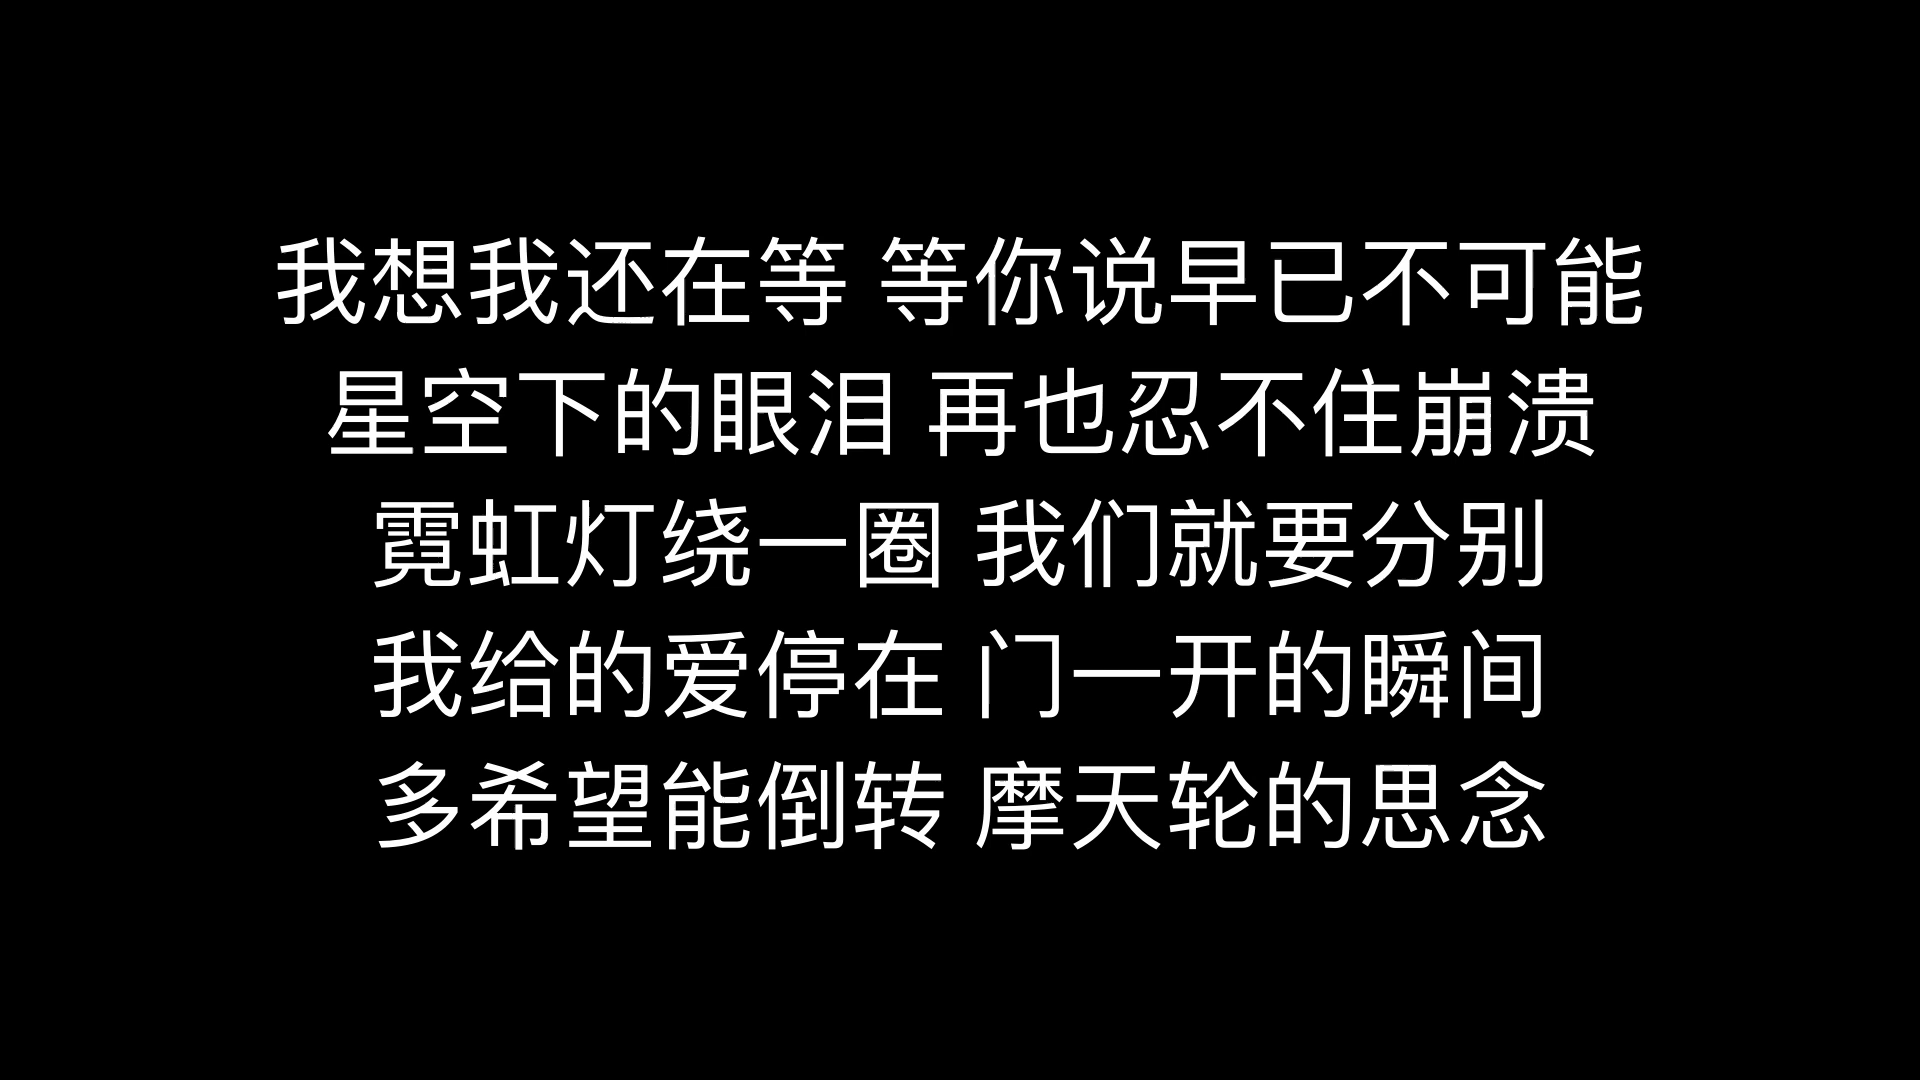 我想我还在等 等你说早已不可能
星空下的眼泪 再也忍不住崩溃
霓虹灯绕一圈 我们就要分别
我给的爱停在 门一开的瞬间
多希望能倒转 摩天轮的思念